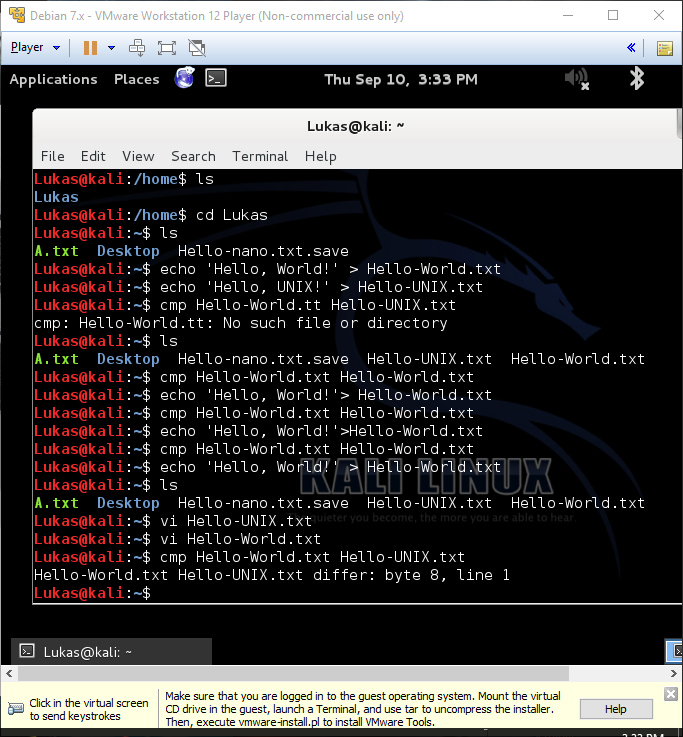 Debian 7.x - VMware Workstation 12 Player (Non-commercial use only)
Player
Applications Places Thu Sep 10, 3:33 PM
Lukas@kali: ~
File Edit View Search Terminal Help
Lukas@kali:/home$ ls
Lukas
Lukas@kali:/home$ cd Lukas
Lukas@kali:~$ ls
A.txt Desktop Hello-nano.txt.save
Lukas@kali:~$ echo 'Hello, World!' > Hello-World.txt
Lukas@kali:~$ echo 'Hello, UNIX!' > Hello-UNIX.txt
Lukas@kali:~$ cmp Hello-World.tt Hello-UNIX.txt
cmp: Hello-World.tt: No such file or directory
Lukas@kali:~$ ls
A.txt Desktop Hello-nano.txt.save Hello-UNIX.txt Hello-World.txt
Lukas@kali:~$ cmp Hello-World.txt Hello-World.txt
Lukas@kali:~$ echo 'Hello, World!'> Hello-World.txt
Lukas@kali:~$ cmp Hello-World.txt Hello-World.txt
Lukas@kali:~$ echo 'Hello, World!'>Hello-World.txt
Lukas@kali:~$ cmp Hello-World.txt Hello-World.txt
Lukas@kali:~$ echo 'Hello, World!' > Hello-World.txt
KALI LINUX
Lukas@kali:~$ ls
A.txt Desktop Hello-nano.txt.save Hello-UNIX.txt Hello-World.txt
Lukas@kali:~$ vi Hello-UNIX.txt
quieter you become, the more you are able to hear.
Lukas@kali:~$ vi Hello-World.txt
Lukas@kali:~$ cmp Hello-World.txt Hello-UNIX.txt
Hello-World.txt Hello-UNIX.txt differ: byte 8, line 1
Lukas@kali:~$
Lukas@kali: ~
Click in the virtual screen
to send keystrokes
Make sure that you are logged in to the guest operating system. Mount the virtual
CD drive in the guest, launch a Terminal, and use tar to uncompress the installer.
Then, execute vmware-install.pl to install VMware Tools.
Help